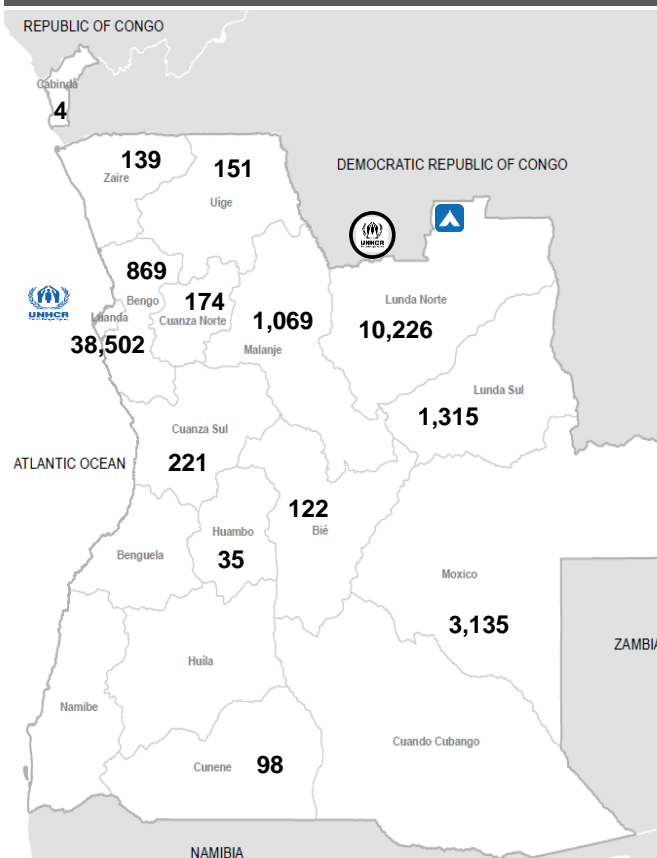 REPUBLIC OF CONGO
Cabinda
4
139
Zaire
151
Uíge
DEMOCRATIC REPUBLIC OF CONGO
UNHCR
869
Bengo
174
Cuanza Norte
1,069
Malanje
Lunda Norte
10,226
UNHCR
Luanda
38,502
Lunda Sul
1,315
Cuanza Sul
221
ATLANTIC OCEAN
122
Bié
Huambo
35
Benguela
Moxico
3,135
ZAMBIA
Huíla
Namibe
Cuando Cubango
Cunene 98
NAMIBIA